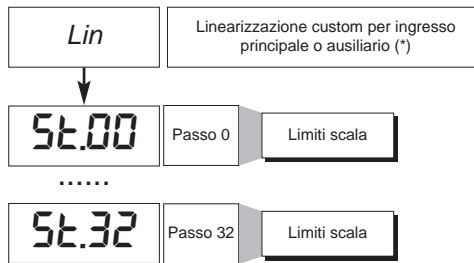 Lin
Linearizzazione custom per ingresso
principale o ausiliario (*)
St.00
Passo 0
Limiti scala
......
St.32
Passo 32
Limiti scala